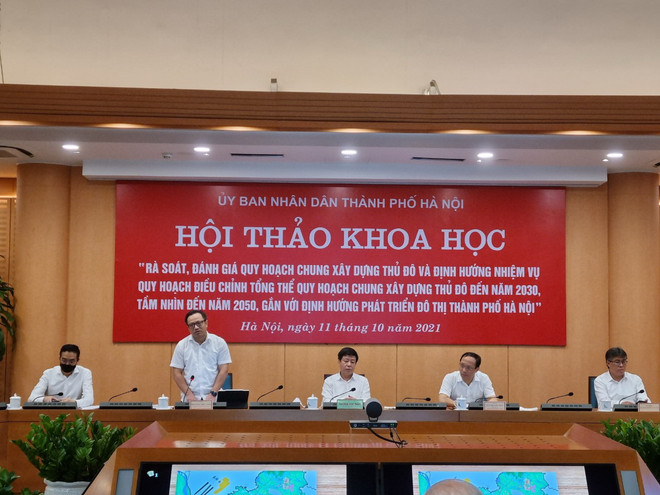 ỦY BAN NHÂN DÂN THÀNH PHỐ HÀ NỘI
HỘI THẢO KHOA HỌC
"RÀ SOÁT, ĐÁNH GIÁ QUY HOẠCH CHUNG XÂY DỰNG THỦ ĐÔ VÀ ĐỊNH HƯỚNG NHIỆM VỤ
QUY HOẠCH ĐIỀU CHỈNH TỔNG THỂ QUY HOẠCH CHUNG XÂY DỰNG THỦ ĐÔ ĐẾN NĂM 2030,
TẦM NHÌN ĐẾN NĂM 2050, GẮN VỚI ĐỊNH HƯỚNG PHÁT TRIỂN ĐÔ THỊ THÀNH PHỐ HÀ NỘI"
Hà Nội, ngày 11 tháng 10 năm 2021